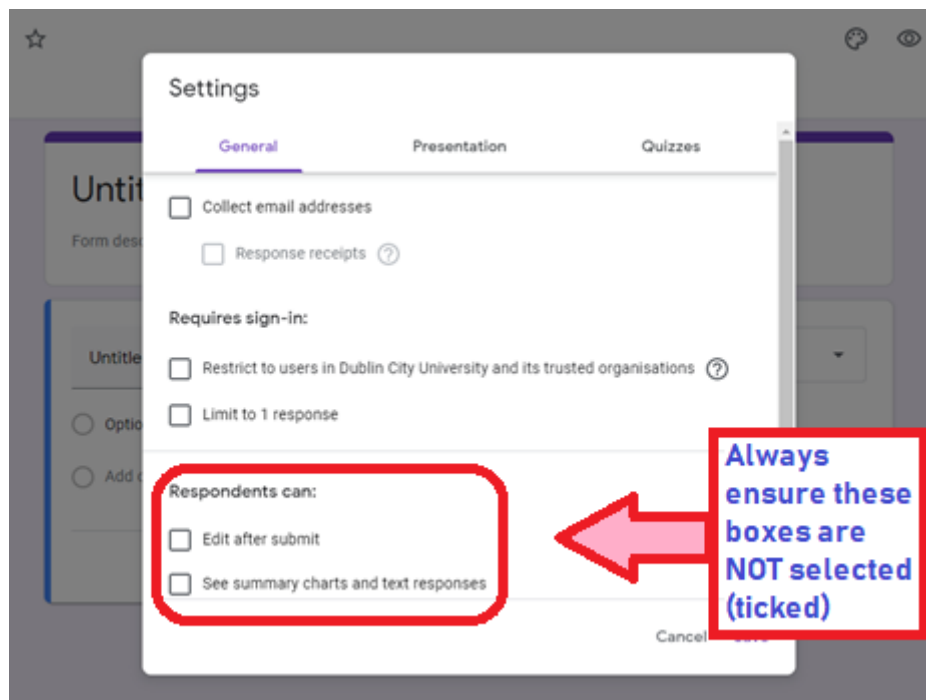 Settings
General Presentation Quizzes
Untit
Form desc
Collect email addresses
Response receipts ?
Requires sign-in:
Untitle
Restrict to users in Dublin City University and its trusted organisations ?
Limit to 1 response
Optio
Add o
Respondents can:
Edit after submit
See summary charts and text responses
Always
ensure these
boxes are
NOT selected
(ticked)
Cancel